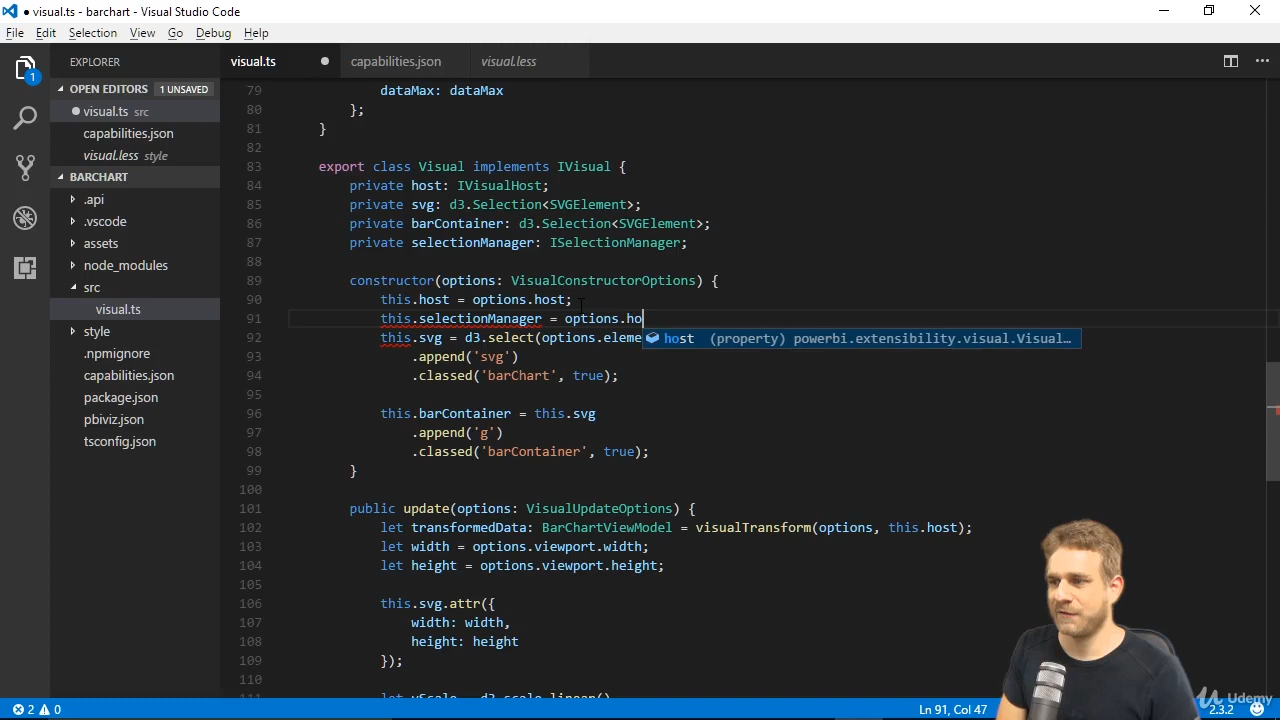 visual.ts - barchart - Visual Studio Code
File Edit Selection View Go Debug Help
EXPLORER
OPEN EDITORS 1 UNSAVED
visual.ts src
capabilities.json
visual.less style
BARCHART
.api
.vscode
assets
node_modules
src
visual.ts
style
.npmignore
capabilities.json
package.json
pbiviz.json
tsconfig.json
1
visual.ts capabilities.json visual.less
79 dataMax: dataMax
80 };
81 }
82
83 export class Visual implements IVisual {
84 private host: IVisualHost;
85 private svg: d3.Selection<SVGElement>;
86 private barContainer: d3.Selection<SVGElement>;
87 private selectionManager: ISelectionManager;
88
89 constructor(options: VisualConstructorOptions) {
90 this.host = options.host;
91 this.selectionManager = options.ho
host (property) powerbi.extensibility.visual.Visual…
92 this.svg = d3.select(options.eleme
93 .append('svg')
94 .classed('barChart', true);
95
96 this.barContainer = this.svg
97 .append('g')
98 .classed('barContainer', true);
99 }
100
101 public update(options: VisualUpdateOptions) {
102 let transformedData: BarChartViewModel = visualTransform(options, this.host);
103 let width = options.viewport.width;
104 let height = options.viewport.height;
105
106 this.svg.attr({
107 width: width,
108 height: height
109 });
110
2 0 Ln 91, Col 47 2.3.2
Udemy